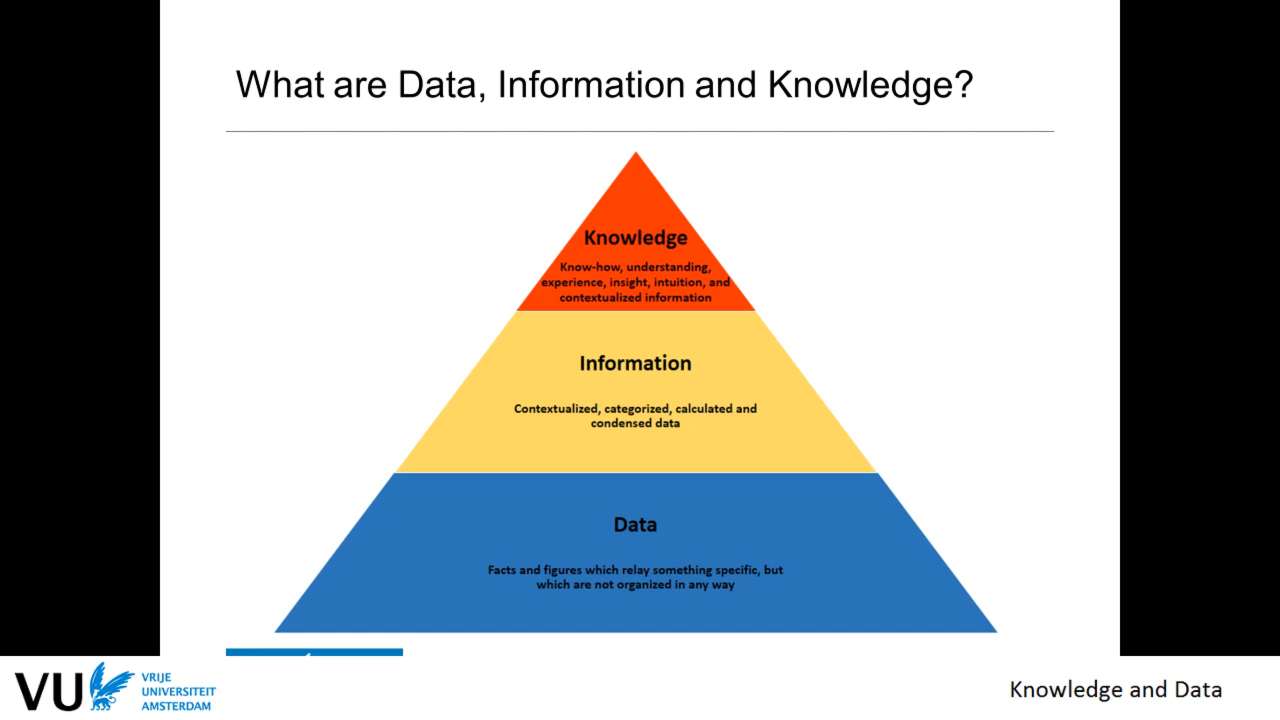 What are Data, Information and Knowledge?
Knowledge
Know-how, understanding,
experience, insight, intuition, and
contextualized information
Information
Contextualized, categorized, calculated and
condensed data
Data
Facts and figures which relay something specific, but
which are not organized in any way
VU
VRIJE
UNIVERSITEIT
AMSTERDAM
Knowledge and Data